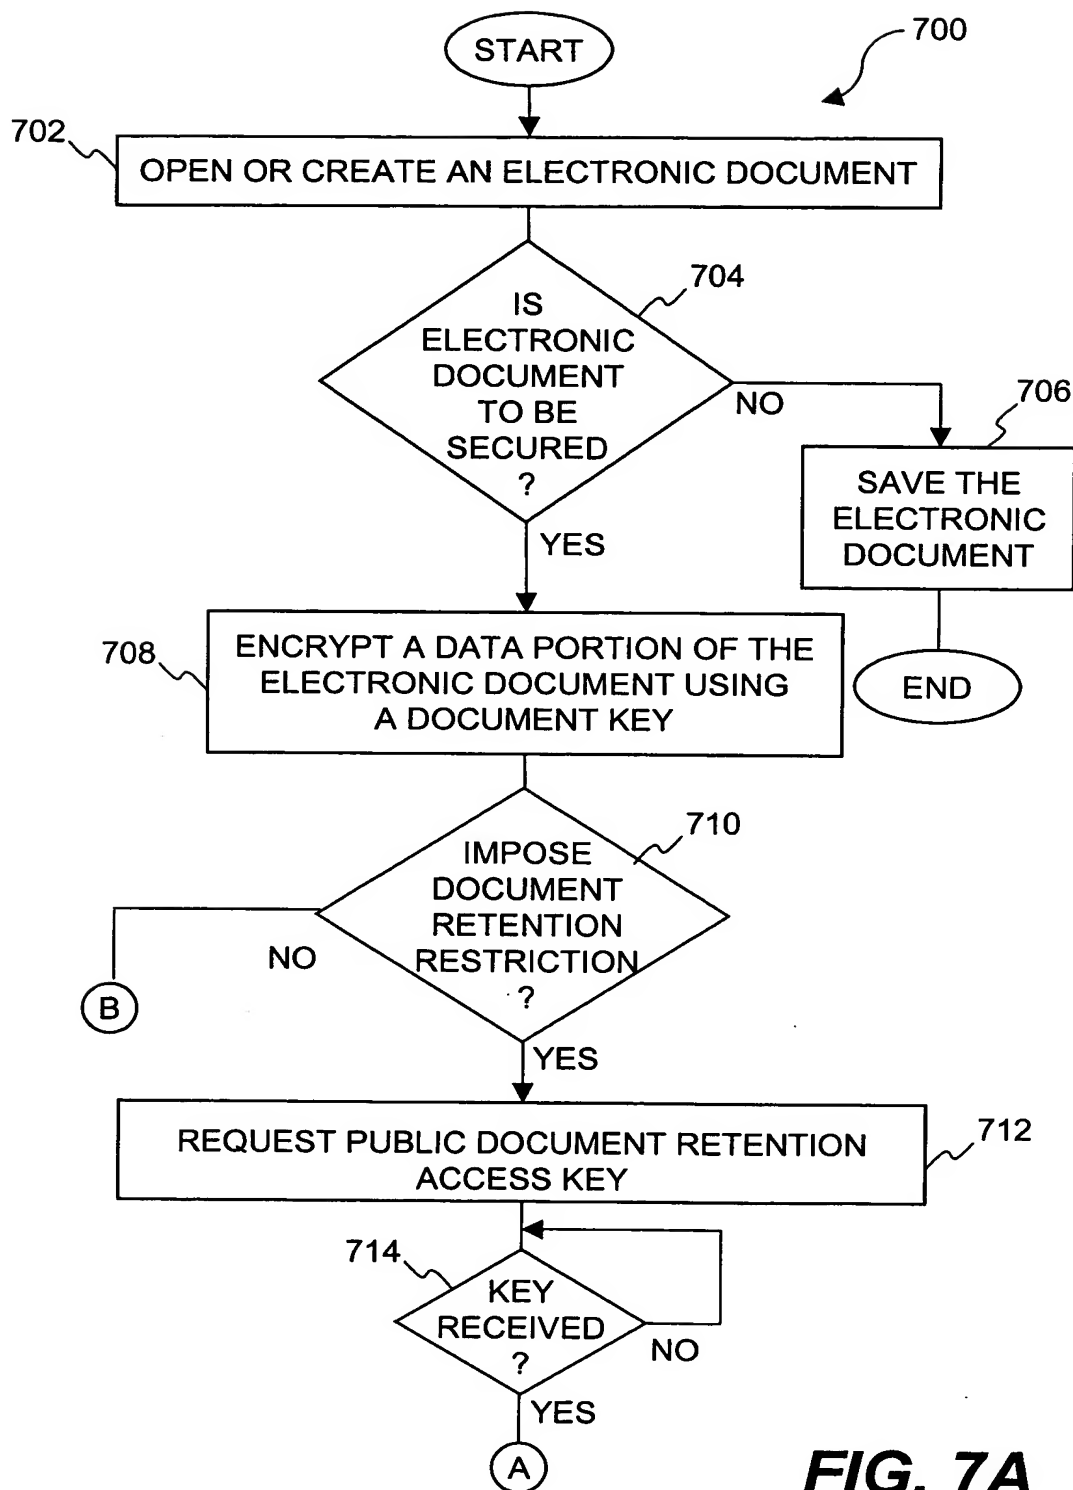 START
700
702
OPEN OR CREATE AN ELECTRONIC DOCUMENT
704
IS
ELECTRONIC
DOCUMENT
TO BE
SECURED
?
NO
706
SAVE THE
ELECTRONIC
DOCUMENT
YES
708
ENCRYPT A DATA PORTION OF THE
ELECTRONIC DOCUMENT USING
A DOCUMENT KEY
END
710
IMPOSE
DOCUMENT
RETENTION
RESTRICTION
?
NO
B
YES
REQUEST PUBLIC DOCUMENT RETENTION
ACCESS KEY
712
714
KEY
RECEIVED
?
NO
YES
A
FIG. 7A